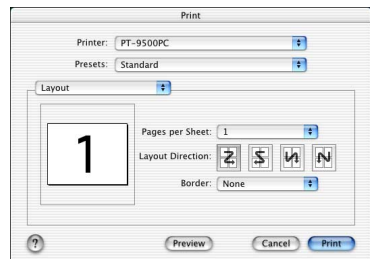 Print
Printer: PT-9500PC
Presets: Standard
Layout
1
Pages per Sheet: 1
Layout Direction:
Border: None
? Preview Cancel Print